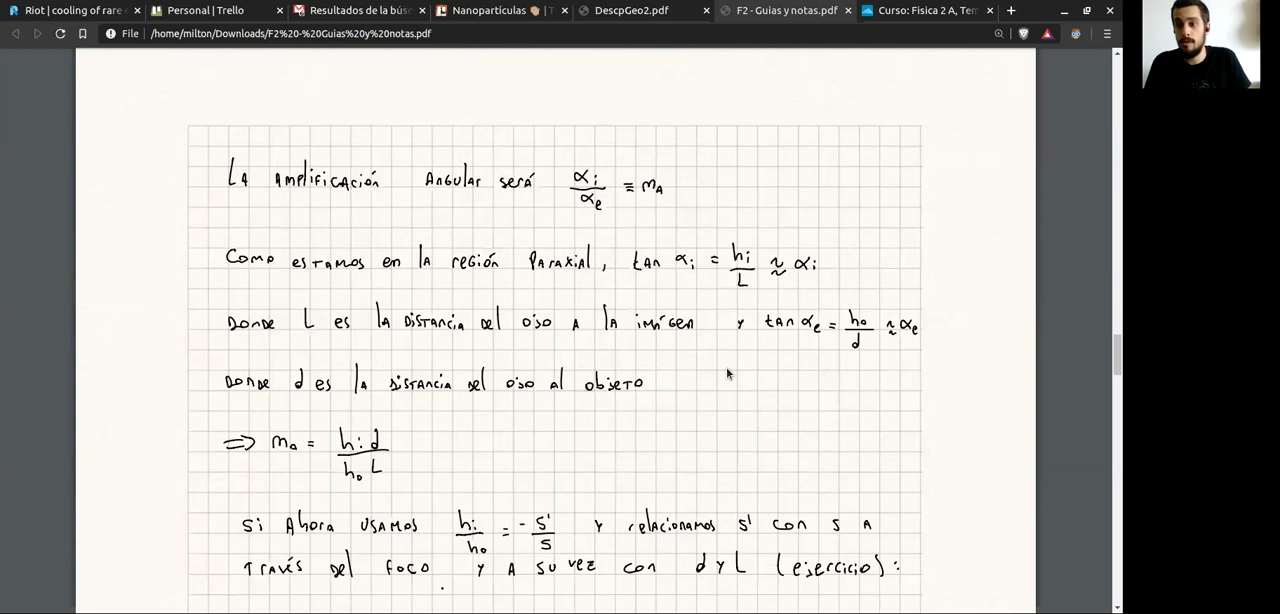 Riot | cooling of rare e
Personal | Trello
Resultados de la bús
Nanopartículas | T
DescpGeo2.pdf
F2 - Guias y notas.pdf
Curso: Fisica 2 A, Tem
File /home/milton/Downloads/F2%20-%20Guias%20y%20notas.pdf
LA AMPLIFICACIÓN ANGULAR será αi/αe ≡ mA
Como estamos en la región paraxial, tan αi = hi/L ≈ αi
Donde L es la distancia del ojo a la imágen y tan αe = ho/d ≈ αe
Donde d es la distancia del ojo al objeto
⟹ mA = hi d / ho L
Si Ahora usamos hi/ho = - s'/s y relacionamos s' con s a
través del foco y a su vez con d y L (ejercicio):